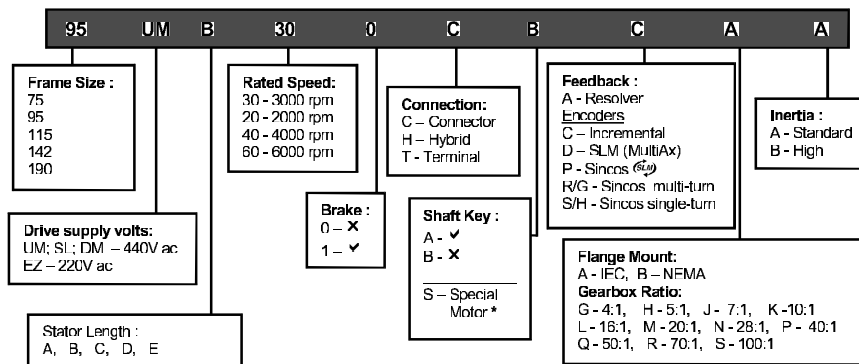 95 UM B 30 0 C B C A A
Frame Size :
75
95
115
142
190
Rated Speed:
30 - 3000 rpm
20 - 2000 rpm
40 - 4000 rpm
60 - 6000 rpm
Connection:
C – Connector
H – Hybrid
T - Terminal
Feedback :
A - Resolver
Encoders
C – Incremental
D – SLM (MultiAx)
P - Sincos SLM
R/G - Sincos multi-turn
S/H - Sincos single-turn
Inertia :
A - Standard
B - High
Drive supply volts:
UM; SL; DM – 440V ac
EZ – 220V ac
Brake :
0 – ✗
1 – ✓
Shaft Key :
A - ✓
B - ✗
S – Special
Motor *
Flange Mount:
A - IEC, B – NEMA
Gearbox Ratio:
G - 4:1, H - 5:1, J - 7:1, K -10:1
L - 16:1, M - 20:1, N - 28:1, P - 40:1
Q - 50:1, R - 70:1, S - 100:1
Stator Length :
A, B, C, D, E